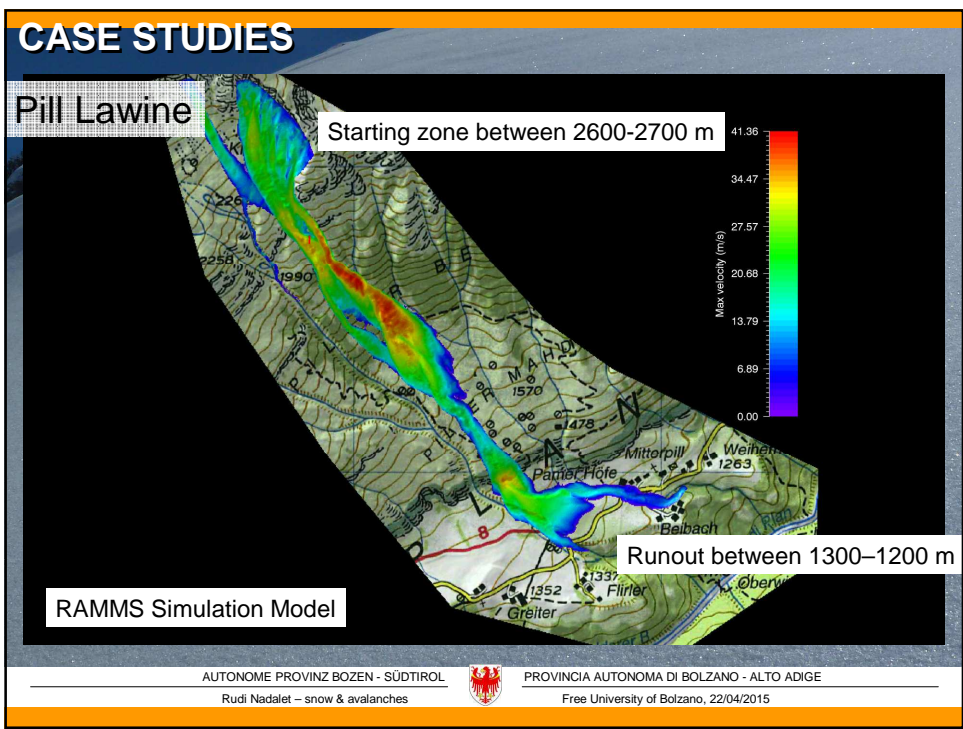 CASE STUDIES
Pill Lawine
Starting zone between 2600-2700 m
41.36
34.47
27.57
20.68
13.79
6.89
0.00
Max velocity (m/s)
2258
1990
1570
1478
Mitterpill
1263
Pamer Höfe
Beibach
8
Runout between 1300–1200 m
1337
Flirler
1352
Greiter
RAMMS Simulation Model
AUTONOME PROVINZ BOZEN - SÜDTIROL
PROVINCIA AUTONOMA DI BOLZANO - ALTO ADIGE
Rudi Nadalet – snow & avalanches
Free University of Bolzano, 22/04/2015